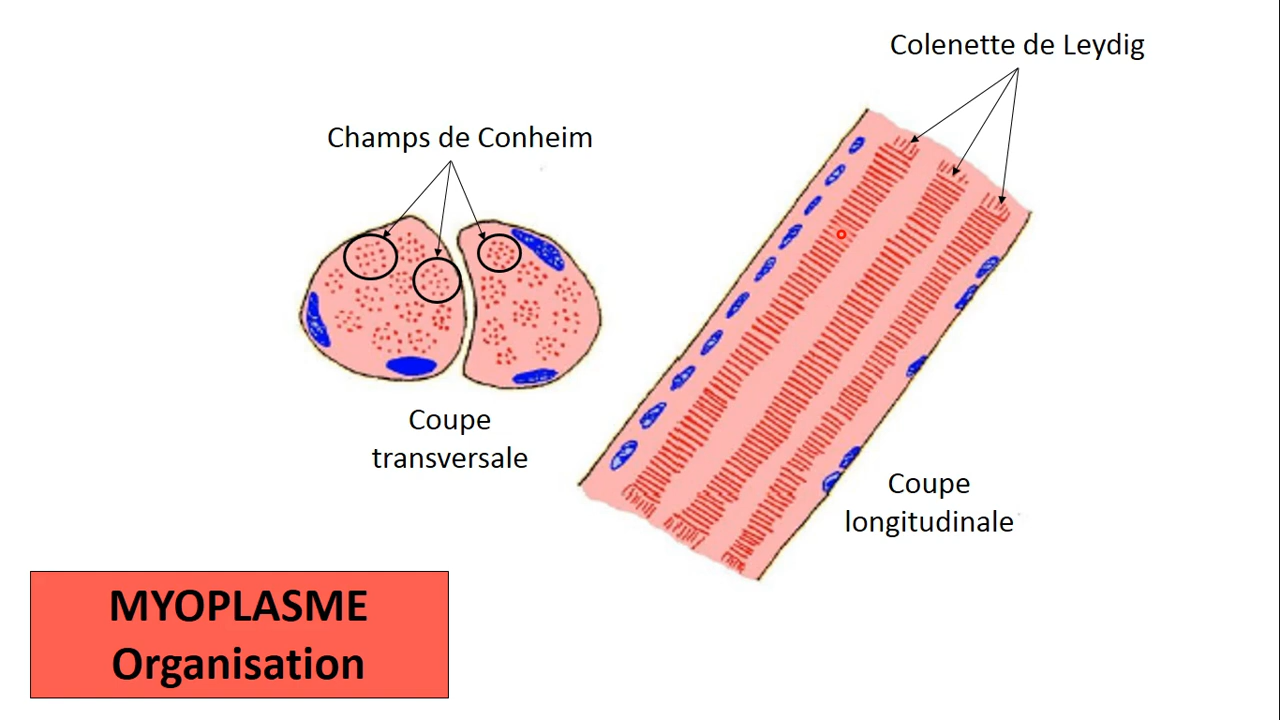 Colenette de Leydig
Champs de Conheim
Coupe
transversale
Coupe
longitudinale
MYOPLASME
Organisation